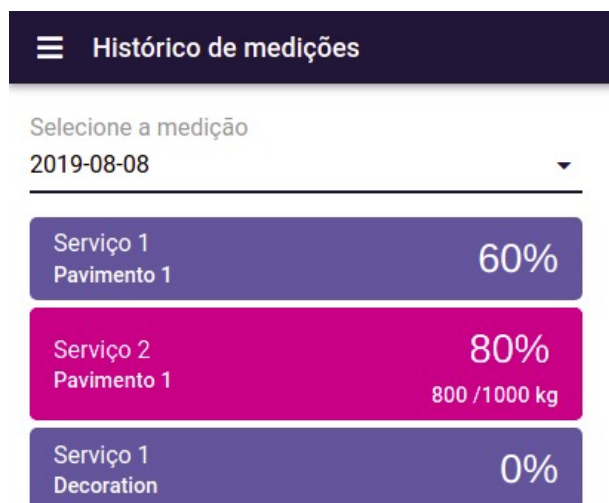 Histórico de medições
Selecione a medição
2019-08-08
Serviço 1
Pavimento 1
60%
Serviço 2
Pavimento 1
80%
800 /1000 kg
Serviço 1
Decoration
0%